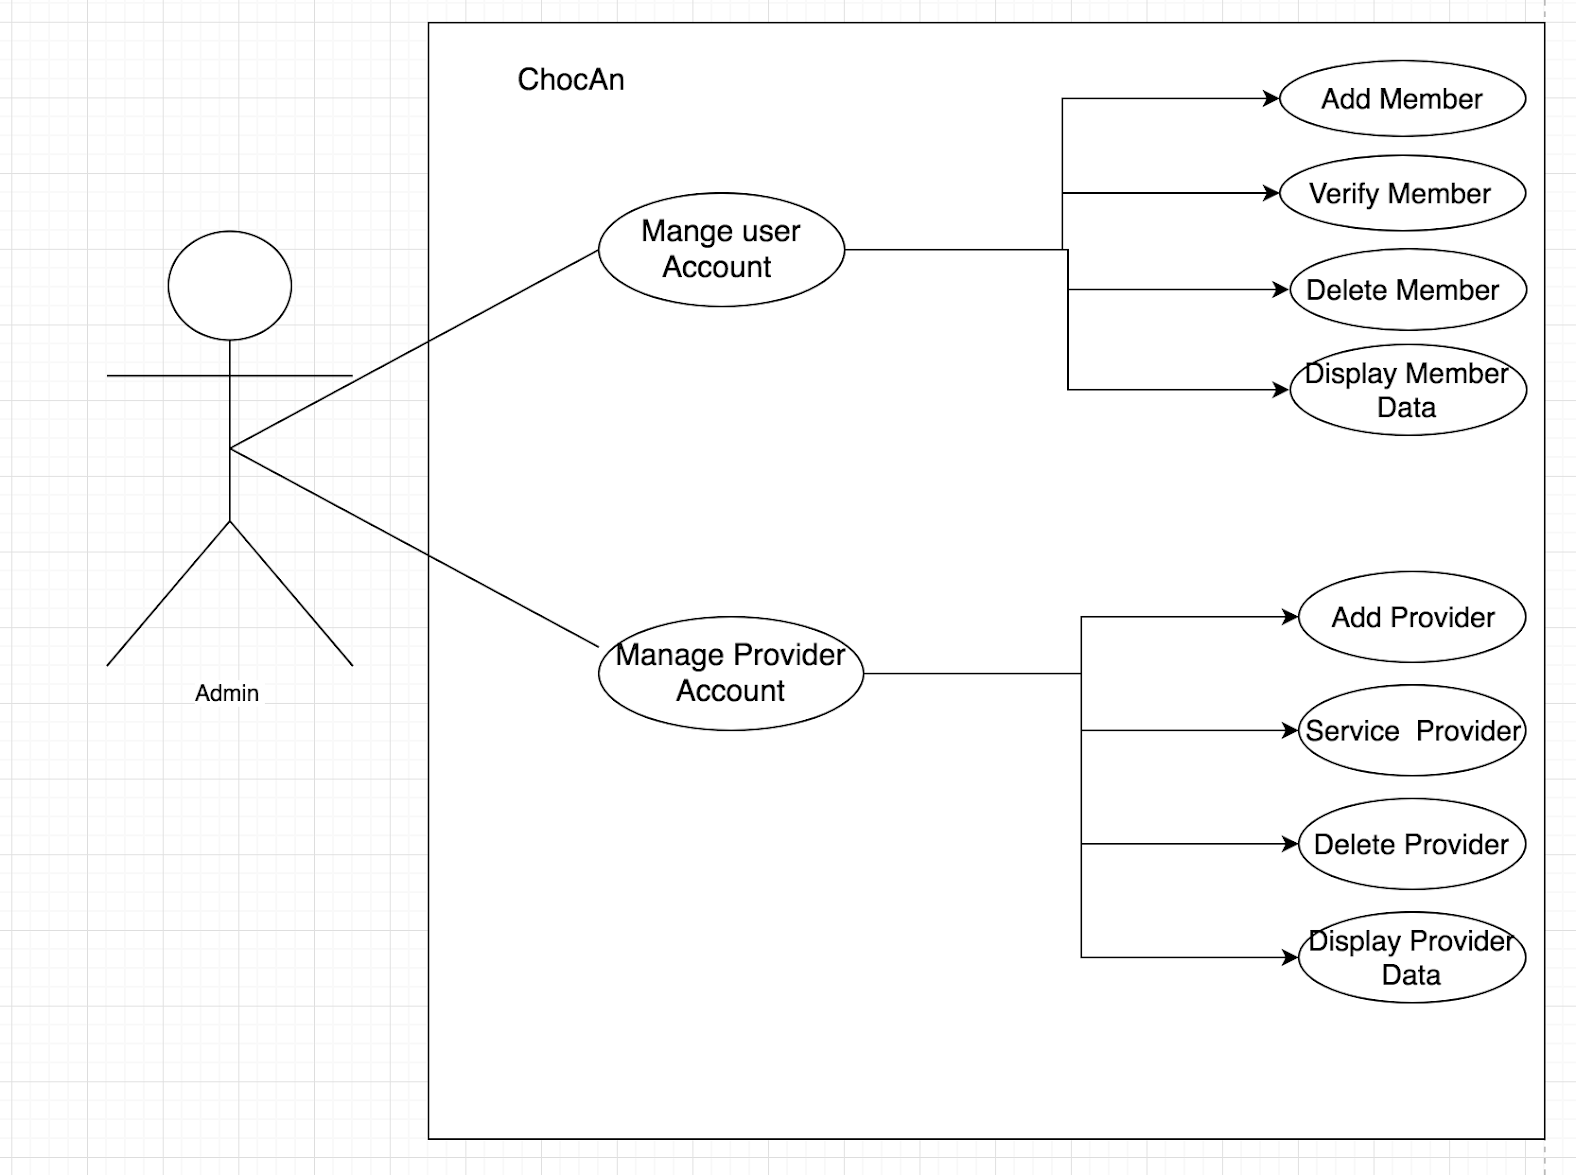 ChocAn
Add Member
Verify Member
Mange user
Account
Delete Member
Display Member
Data
Add Provider
Manage Provider
Account
Admin
Service  Provider
Delete Provider
Display Provider
Data